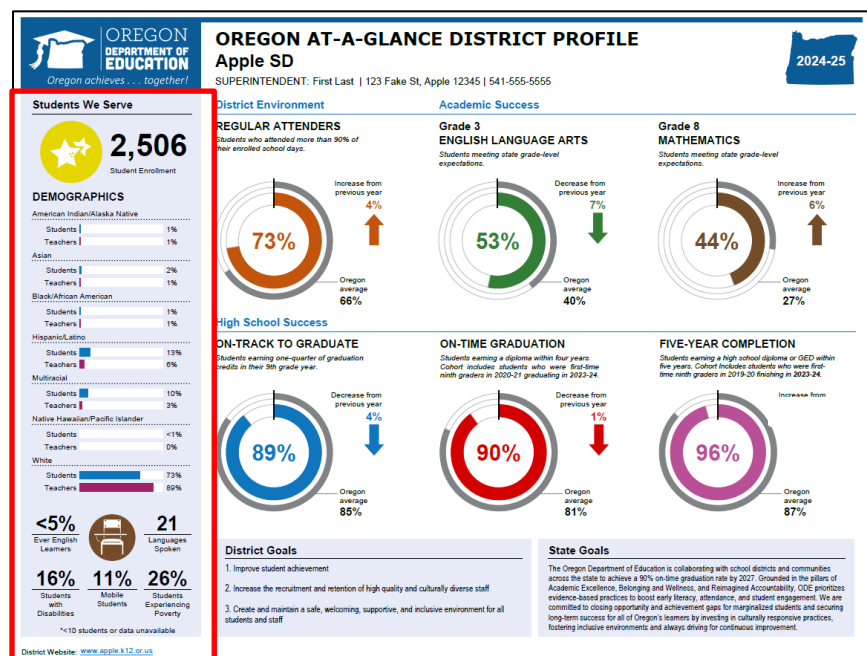 OREGON
DEPARTMENT OF
EDUCATION
Oregon achieves . . . together!
OREGON AT-A-GLANCE DISTRICT PROFILE
Apple SD
SUPERINTENDENT: First Last | 123 Fake St, Apple 12345 | 541-555-5555
2024-25
Students We Serve
2,506
Student Enrollment
DEMOGRAPHICS
American Indian/Alaska Native
Students 1%
Teachers 1%
Asian
Students 2%
Teachers 1%
Black/African American
Students 1%
Teachers 1%
Hispanic/Latino
Students 13%
Teachers 6%
Multiracial
Students 10%
Teachers 3%
Native Hawaiian/Pacific Islander
Students <1%
Teachers 0%
White
Students 73%
Teachers 89%
<5%
Ever English
Learners
21
Languages
Spoken
16%
Students
with
Disabilities
11%
Mobile
Students
26%
Students
Experiencing
Poverty
*<10 students or data unavailable
District Website: www.apple.k12.or.us
District Environment
REGULAR ATTENDERS
Students who attended more than 90% of
their enrolled school days.
73%
Increase from
previous year
4%
Oregon
average
66%
Academic Success
Grade 3
ENGLISH LANGUAGE ARTS
Students meeting state grade-level
expectations.
53%
Decrease from
previous year
7%
Oregon
average
40%
Grade 8
MATHEMATICS
Students meeting state grade-level
expectations.
44%
Increase from
previous year
6%
Oregon
average
27%
High School Success
ON-TRACK TO GRADUATE
Students earning one-quarter of graduation
credits in their 9th grade year.
89%
Decrease from
previous year
4%
Oregon
average
85%
ON-TIME GRADUATION
Students earning a diploma within four years.
Cohort includes students who were first-time
ninth graders in 2020-21 graduating in 2023-24.
90%
Decrease from
previous year
1%
Oregon
average
81%
FIVE-YEAR COMPLETION
Students earning a high school diploma or GED within
five years. Cohort Includes students who were first-
time ninth graders in 2019-20 finishing in 2023-24.
96%
Increase from
Oregon
average
87%
District Goals
1. Improve student achievement
2. Increase the recruitment and retention of high quality and culturally diverse staff
3. Create and maintain a safe, welcoming, supportive, and inclusive environment for all
students and staff
State Goals
The Oregon Department of Education is collaborating with school districts and communities
across the state to achieve a 90% on-time graduation rate by 2027. Grounded in the pillars of
Academic Excellence, Belonging and Wellness, and Reimagined Accountability, ODE prioritizes
evidence-based practices to boost early literacy, attendance, and student engagement. We are
committed to closing opportunity and achievement gaps for marginalized students and securing
long-term success for all of Oregon's learners by investing in culturally responsive practices,
fostering inclusive environments and always driving for continuous improvement.